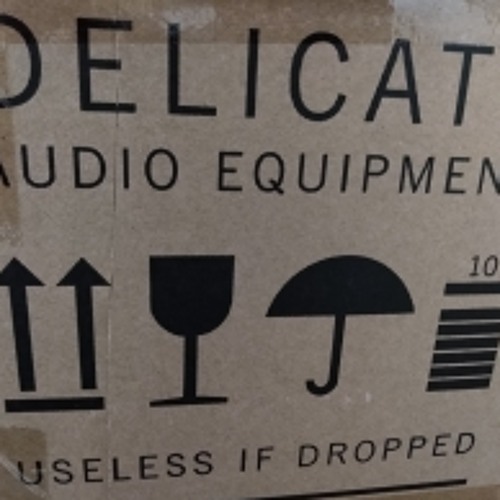 DELICAT
AUDIO EQUIPMEN
10
USELESS IF DROPPED